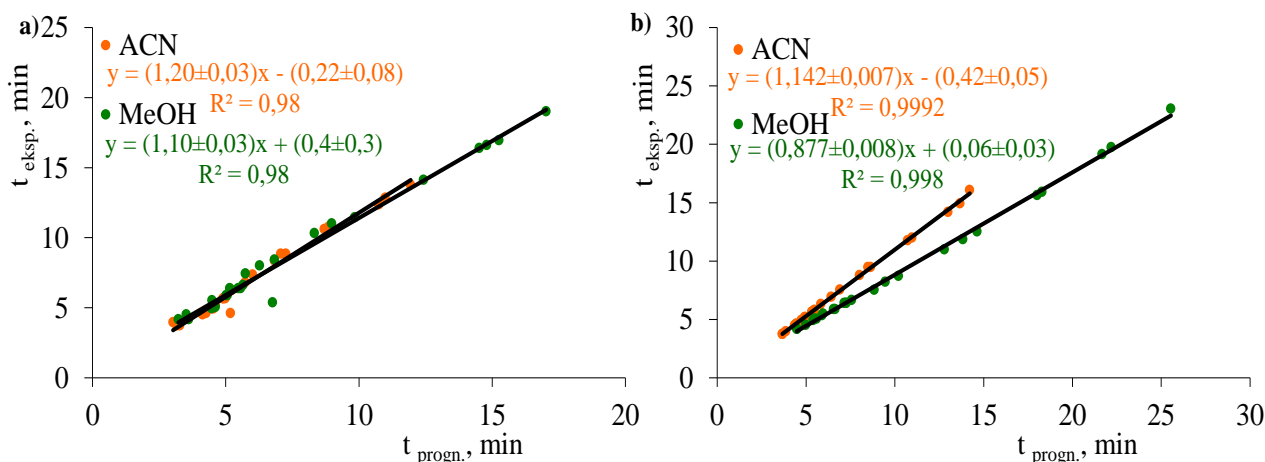 a)
ACN
y = (1,20±0,03)x - (0,22±0,08)
R² = 0,98
MeOH
y = (1,10±0,03)x + (0,4±0,3)
R² = 0,98
t eksp., min
25
20
15
10
5
0
0 5 10 15 20
t progn., min
b)
ACN
y = (1,142±0,007)x - (0,42±0,05)
R² = 0,9992
MeOH
y = (0,877±0,008)x + (0,06±0,03)
R² = 0,998
t eksp., min
30
25
20
15
10
5
0
0 5 10 15 20 25 30
t progn., min